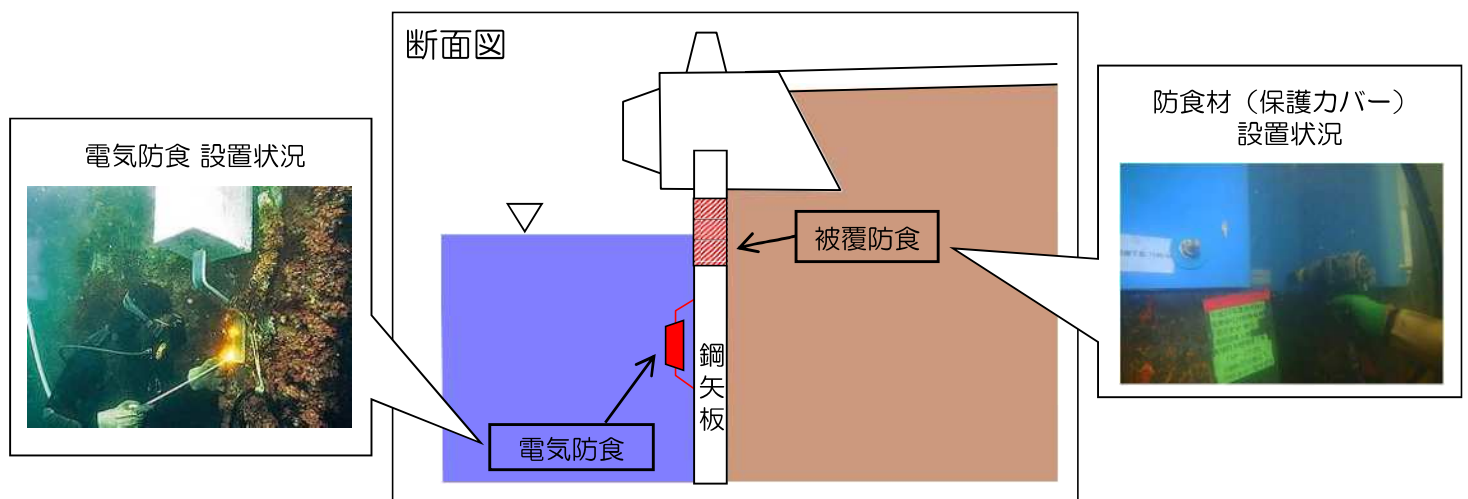 断面図
電気防食 設置状況
防食材（保護カバー）
設置状況
被覆防食
鋼矢板
電気防食